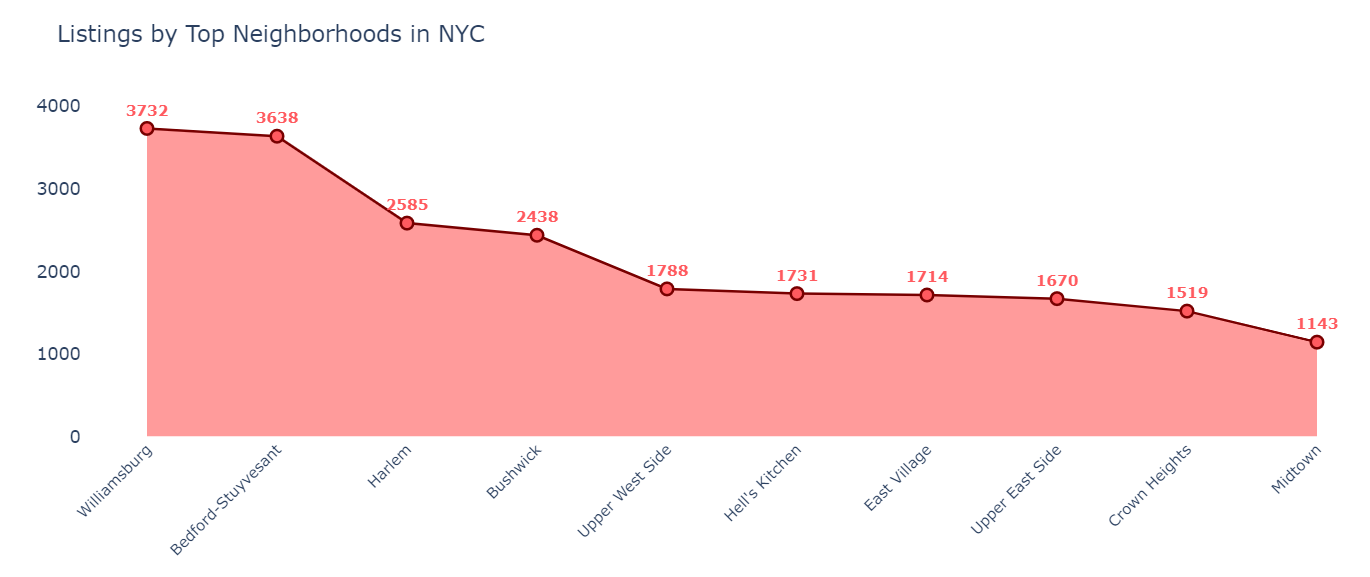 Listings by Top Neighborhoods in NYC
4000
3000
2000
1000
0
3732
3638
2585
2438
1788
1731
1714
1670
1519
1143
Williamsburg
Bedford-Stuyvesant
Harlem
Bushwick
Upper West Side
Hell's Kitchen
East Village
Upper East Side
Crown Heights
Midtown